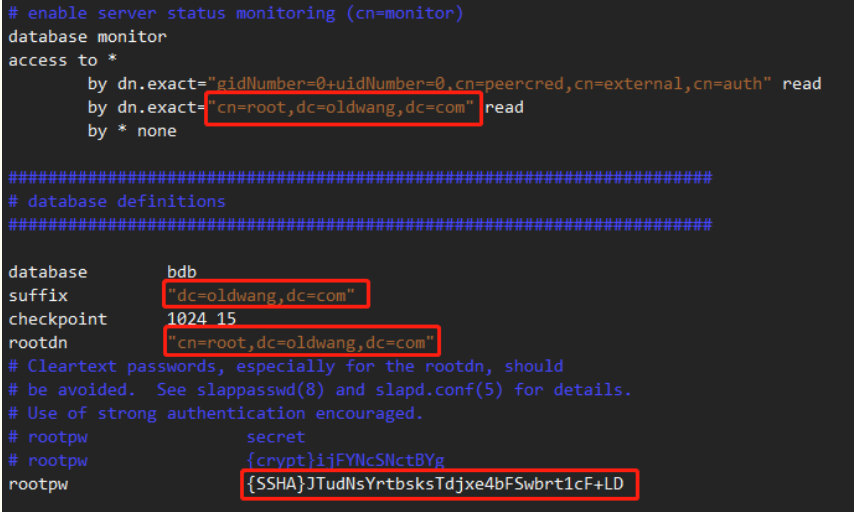 # enable server status monitoring (cn=monitor)
database monitor
access to *
        by dn.exact="gidNumber=0+uidNumber=0,cn=peercred,cn=external,cn=auth" read
        by dn.exact="cn=root,dc=oldwang,dc=com" read
        by * none
#######################################################################
# database definitions
#######################################################################
database        bdb
suffix          "dc=oldwang,dc=com"
checkpoint      1024 15
rootdn          "cn=root,dc=oldwang,dc=com"
# Cleartext passwords, especially for the rootdn, should
# be avoided.  See slappasswd(8) and slapd.conf(5) for details.
# Use of strong authentication encouraged.
# rootpw                secret
# rootpw                {crypt}ijFYNcSNctBYg
rootpw                  {SSHA}JTudNsYrtbsksTdjxe4bFSwbrt1cF+LD